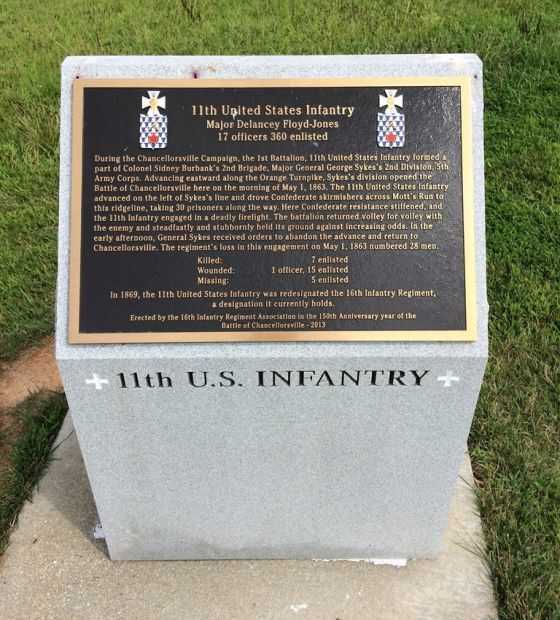 11th United States Infantry
Major Delancey Floyd-Jones
17 officers 360 enlisted
During the Chancellorsville Campaign, the 1st Battalion, 11th United States Infantry formed a
part of Colonel Sidney Burbank's 2nd Brigade, Major General George Sykes's 2nd Division, 5th
Army Corps. Advancing eastward along the Orange Turnpike, Sykes's division opened the
Battle of Chancellorsville here on the morning of May 1, 1863. The 11th United States Infantry
advanced on the left of Sykes's line and drove Confederate skirmishers across Mott's Run to
this ridgeline, taking 30 prisoners along the way. Here Confederate resistance stiffened, and
the 11th Infantry engaged in a deadly firefight. The battalion returned volley for volley with
the enemy and steadfastly and stubbornly held its ground against increasing odds. In the
early afternoon, General Sykes received orders to abandon the advance and return to
Chancellorsville. The regiment's loss in this engagement on May 1, 1863 numbered 28 men.
Killed: 7 enlisted
Wounded: 1 officer, 15 enlisted
Missing: 5 enlisted
In 1869, the 11th United States Infantry was redesignated the 16th Infantry Regiment,
a designation it currently holds.
Erected by the 16th Infantry Regiment Association in the 150th Anniversary year of the
Battle of Chancellorsville - 2013
11th U.S. INFANTRY